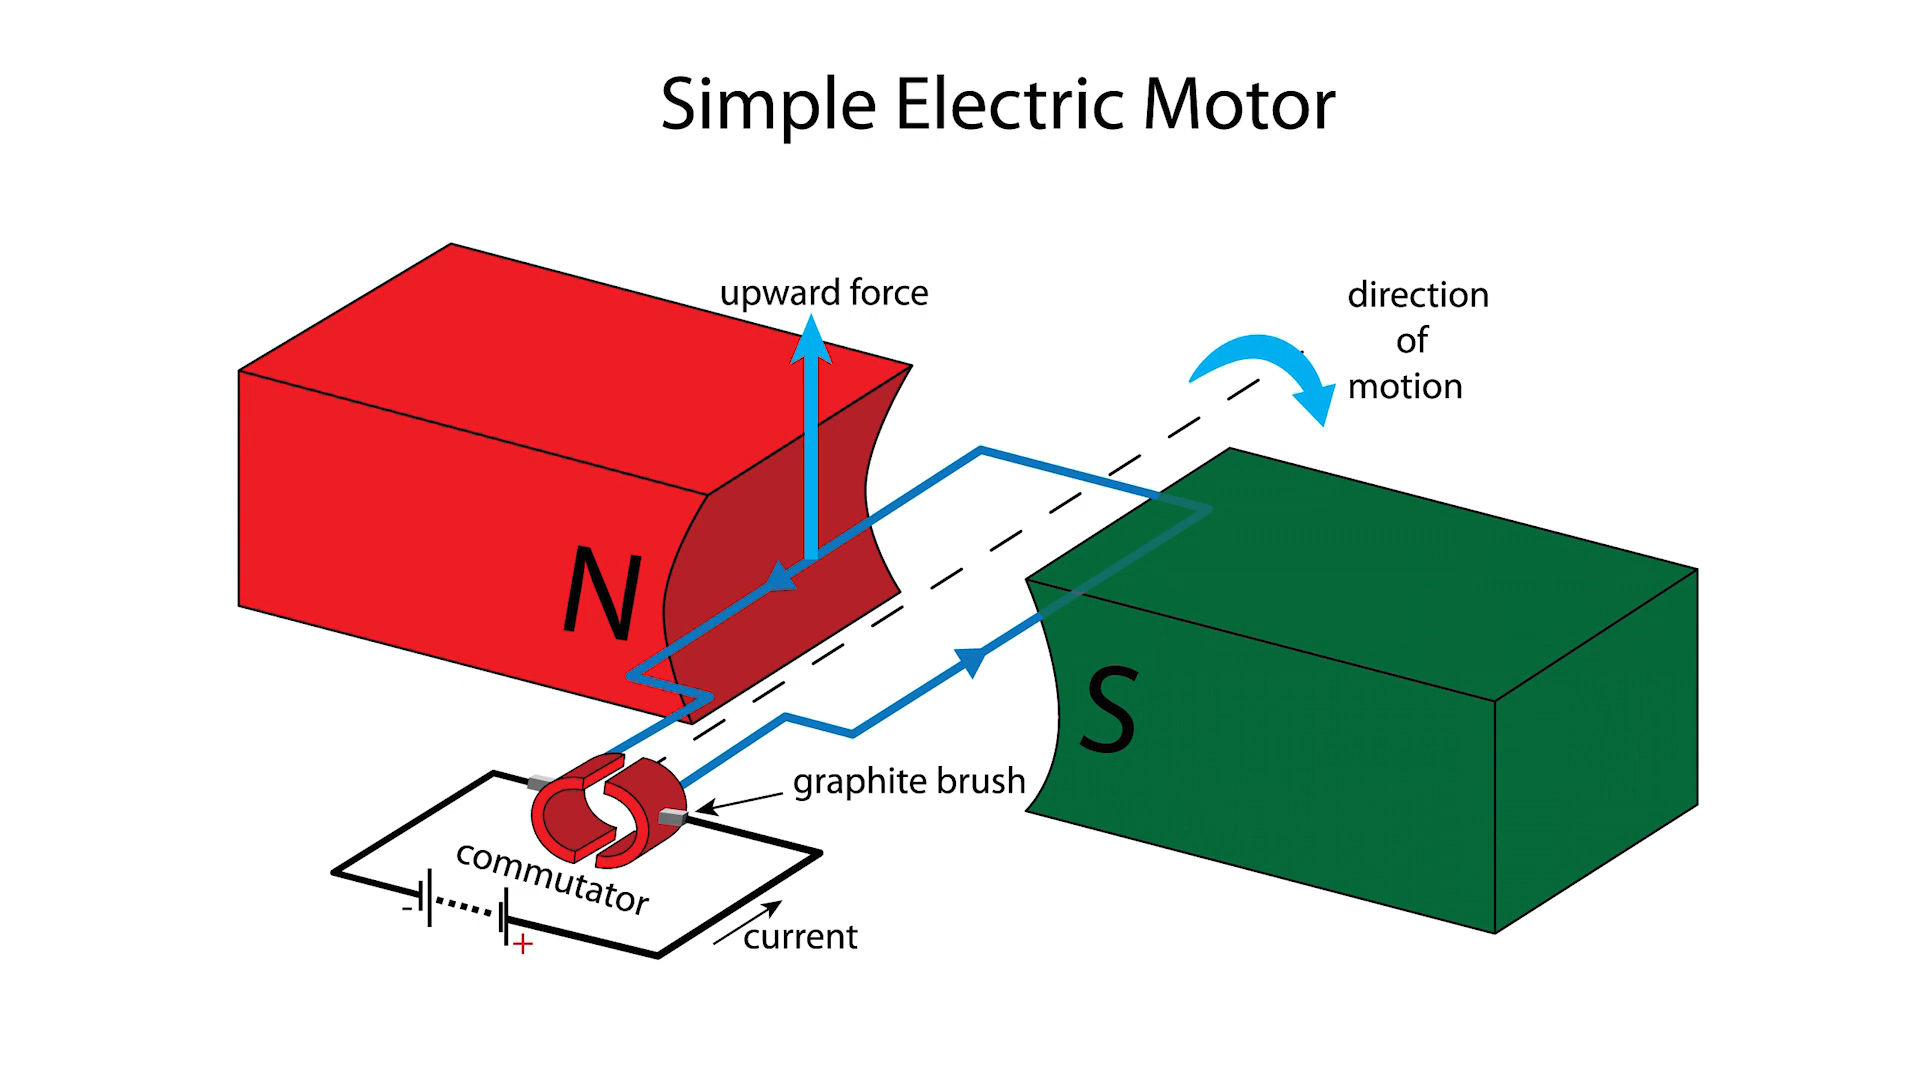 Simple Electric Motor
upward force
direction
of
motion
N
S
graphite brush
commutator
-
+
current